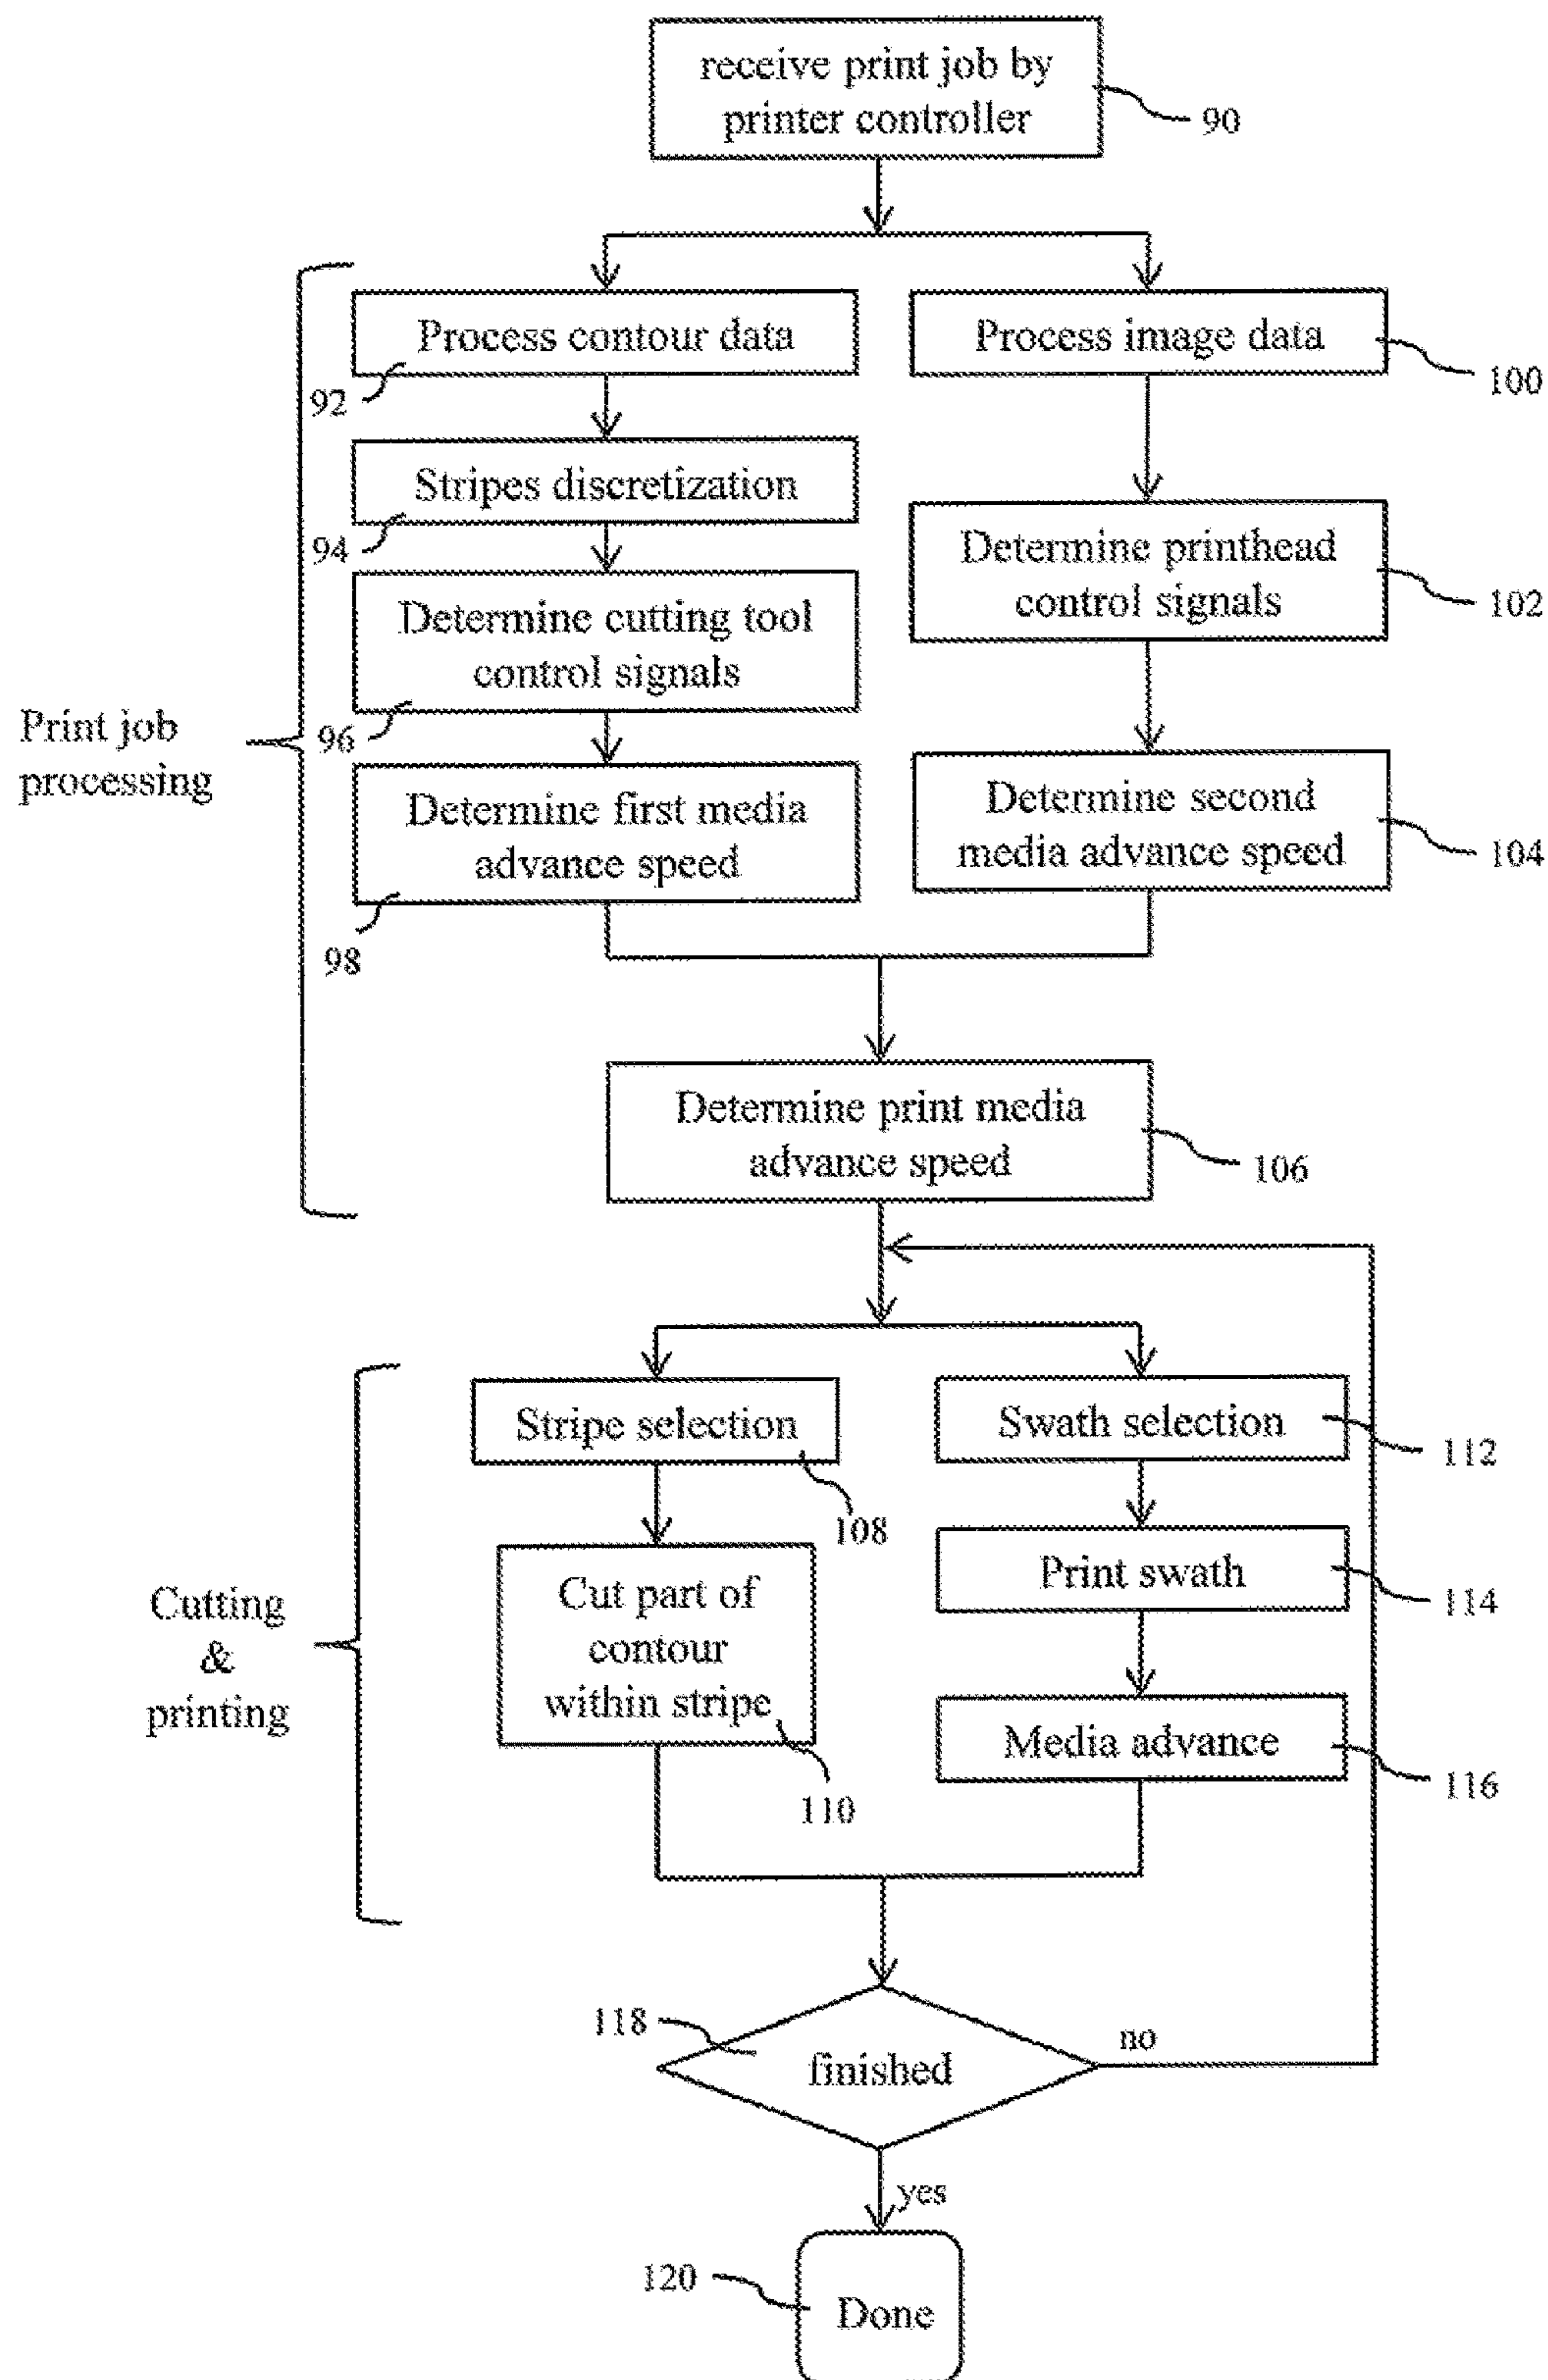 receive print job by
printer controller
90
Process contour data
92
Process image data
100
Stripes discretization
94
Determine printhead
control signals
102
Determine cutting tool
control signals
96
Print job
processing
Determine first media
advance speed
98
Determine second
media advance speed
104
Determine print media
advance speed
106
Stripe selection
108
Swath selection
112
Cut part of
contour
within stripe
110
Print swath
114
Cutting
&
printing
Media advance
116
118
finished
no
yes
120
Done